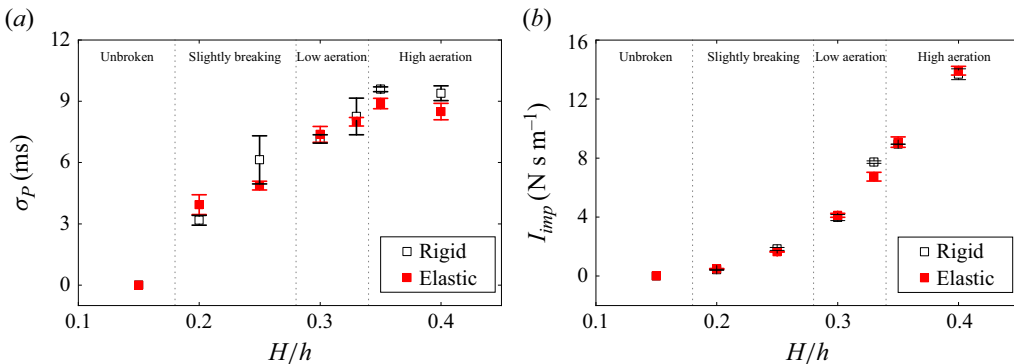 (a)
12
9
6
3
0
σP (ms)
Unbroken
Slightly breaking
Low aeration
High aeration
Rigid
Elastic
0.1 0.2 0.3 0.4
H/h
(b)
16
12
8
4
0
Iimp (N s m−1)
Unbroken
Slightly breaking
Low aeration
High aeration
Rigid
Elastic
0.1 0.2 0.3 0.4
H/h